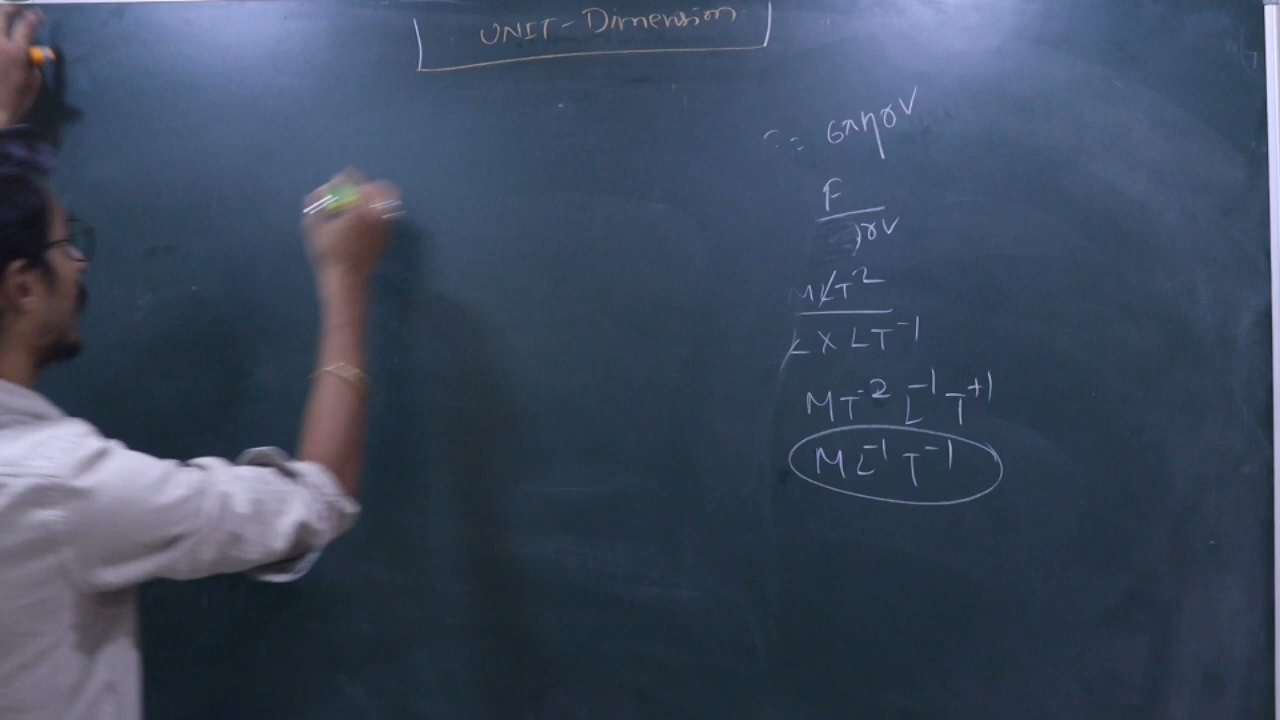 UNIT - Dimension
= 6πηrV
F
rV
MLT⁻²
L X LT⁻¹
MT⁻² L⁻¹ T⁺¹
ML⁻¹ T⁻¹